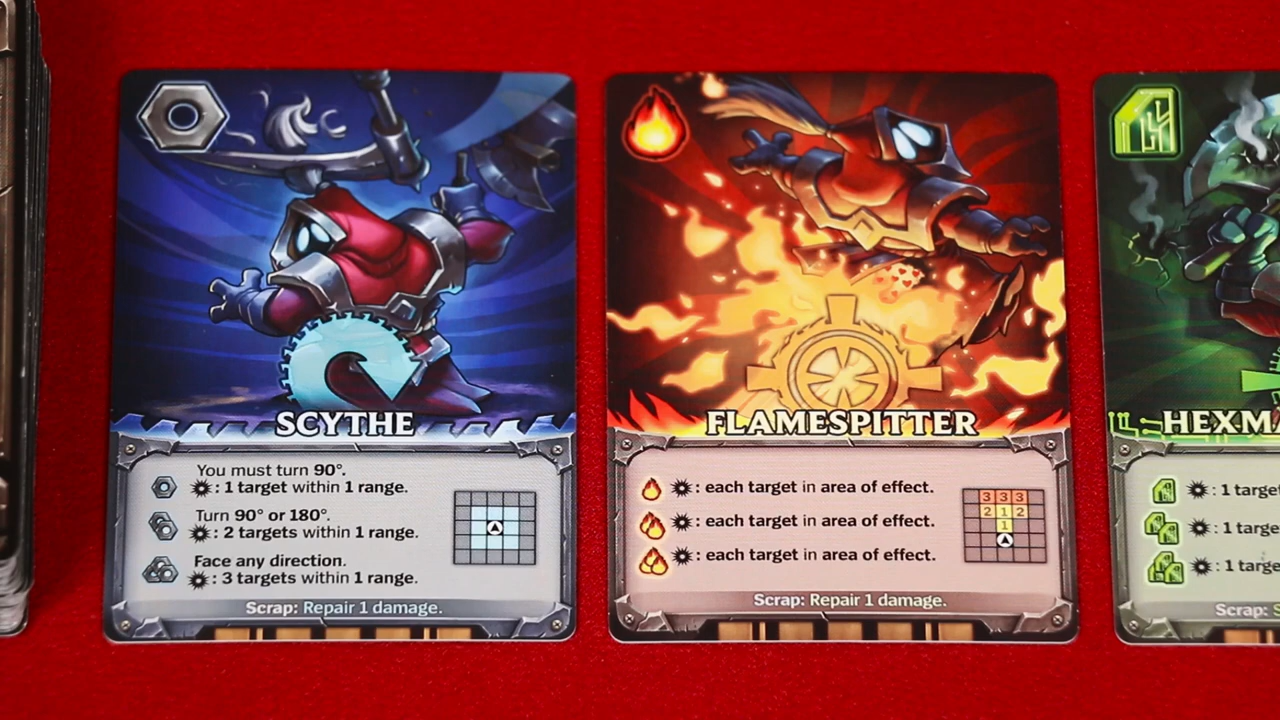 SCYTHE
You must turn 90°.
: 1 target within 1 range.
Turn 90° or 180°.
: 2 targets within 1 range.
Face any direction.
: 3 targets within 1 range.
Scrap: Repair 1 damage.
FLAMESPITTER
: each target in area of effect.
: each target in area of effect.
: each target in area of effect.
3 3 3
2 1 2
1
Scrap: Repair 1 damage.
HEXMA
: 1 targe
: 1 targe
: 1 targe
Scrap: S